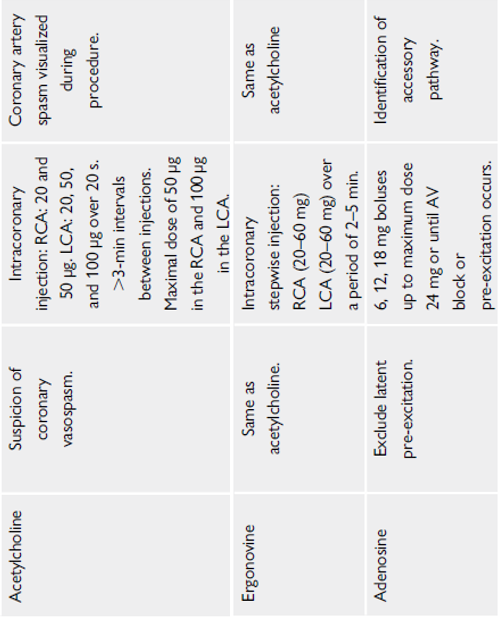 Acetylcholine
Suspicion of
coronary
vasospasm.
Intracoronary
injection: RCA: 20 and
50 μg. LCA: 20, 50,
and 100 μg over 20 s.
>3-min intervals
between injections.
Maximal dose of 50 μg
in the RCA and 100 μg
in the LCA.
Coronary artery
spasm visualized
during
procedure.
Ergonovine
Same as
acetylcholine.
Intracoronary
stepwise injection:
RCA (20–60 mg)
LCA (20–60 mg) over
a period of 2–5 min.
Same as
acetylcholine
Adenosine
Exclude latent
pre-excitation.
6, 12, 18 mg boluses
up to maximum dose
24 mg or until AV
block or
pre-excitation occurs.
Identification of
accessory
pathway.